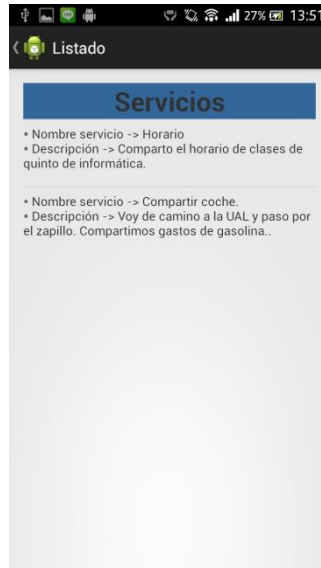 27% 13:51
Listado
Servicios
* Nombre servicio -> Horario
* Descripción -> Comparto el horario de clases de
quinto de informática.
* Nombre servicio -> Compartir coche.
* Descripción -> Voy de camino a la UAL y paso por
el zapillo. Compartimos gastos de gasolina..